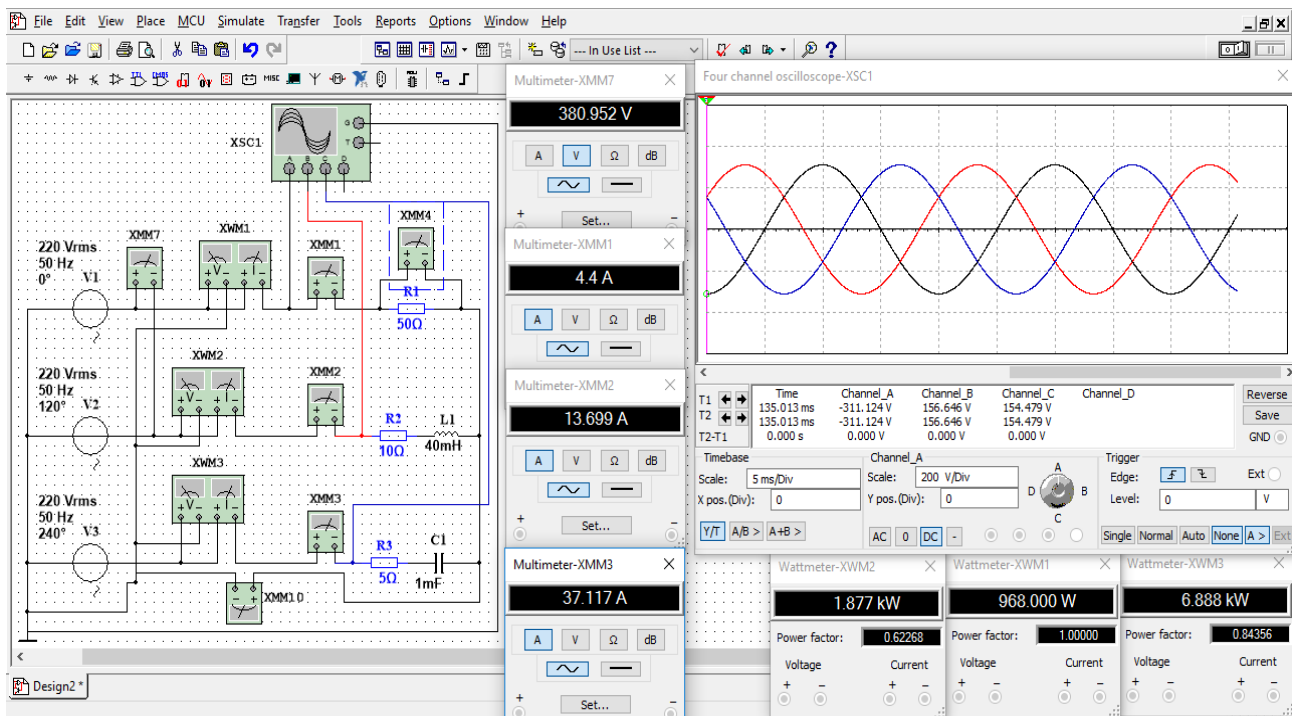 File Edit View Place MCU Simulate Transfer Tools Reports Options Window Help
--- In Use List ---
MISC
XSC1
G
T
A B C D
XMM4
XWM1
XMM7
XMM1
220 Vrms
50 Hz
0°
V1
R1
50Ω
XWM2
220 Vrms
50 Hz
120°
V2
XMM2
R2
10Ω
L1
40mH
XWM3
220 Vrms
50 Hz
240°
V3
XMM3
R3
5Ω
C1
1mF
XMM10
Design2 *
Multimeter-XMM7
380.952 V
A V Ω dB
+ Set... −
Multimeter-XMM1
4.4 A
A V Ω dB
Multimeter-XMM2
13.699 A
A V Ω dB
+ Set... −
Multimeter-XMM3
37.117 A
A V Ω dB
+ Set... −
Four channel oscilloscope-XSC1
Time Channel_A Channel_B Channel_C Channel_D
T1 135.013 ms -311.124 V 156.646 V 154.479 V
T2 135.013 ms -311.124 V 156.646 V 154.479 V
T2-T1 0.000 s 0.000 V 0.000 V 0.000 V
Reverse
Save
GND
Timebase
Scale: 5 ms/Div
X pos.(Div): 0
Y/T A/B > A+B >
Channel_A
Scale: 200 V/Div
Y pos.(Div): 0
AC 0 DC -
A
D B
C
Trigger
Edge: Ext
Level: 0 V
Single Normal Auto None A > Ext
Wattmeter-XWM2
1.877 kW
Power factor: 0.62268
Voltage Current
+ − + −
Wattmeter-XWM1
968.000 W
Power factor: 1.00000
Voltage Current
+ − + −
Wattmeter-XWM3
6.888 kW
Power factor: 0.84356
Voltage Current
+ − + −